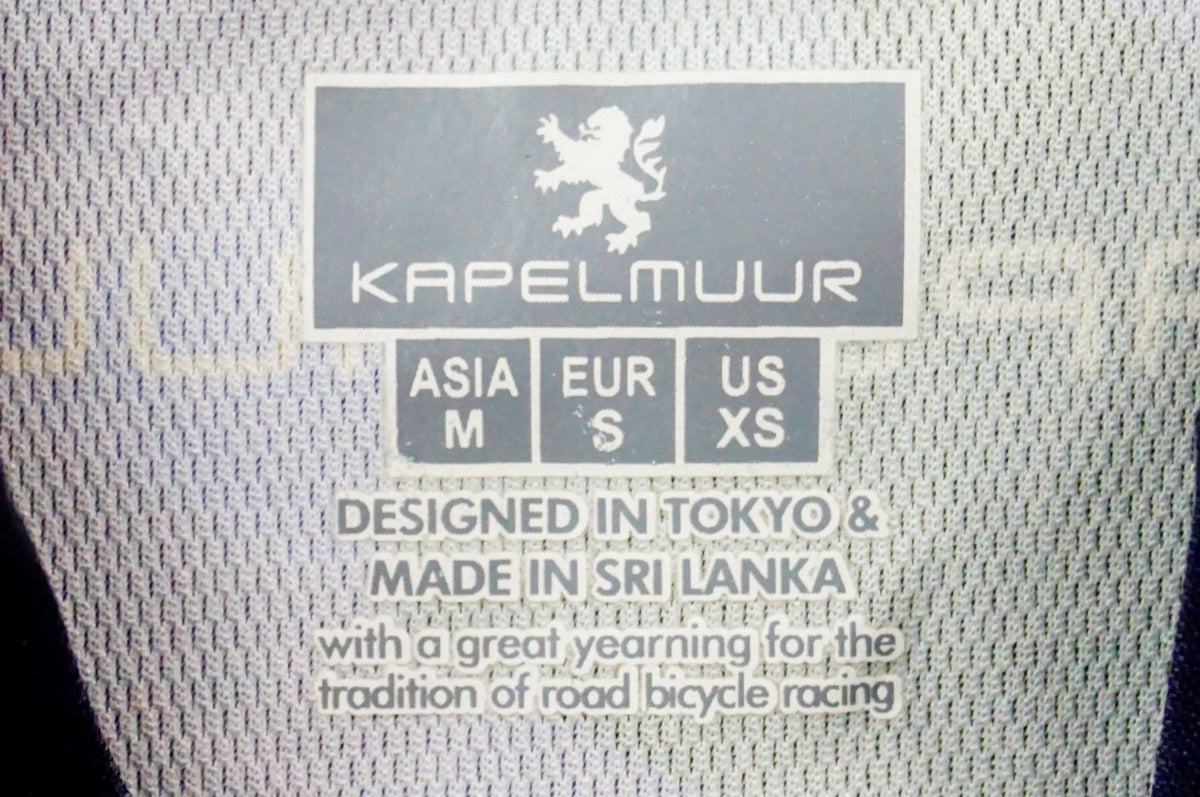 KAPELMUUR
ASIA EUR US
M S XS
DESIGNED IN TOKYO &
MADE IN SRI LANKA
with a great yearning for the
tradition of road bicycle racing